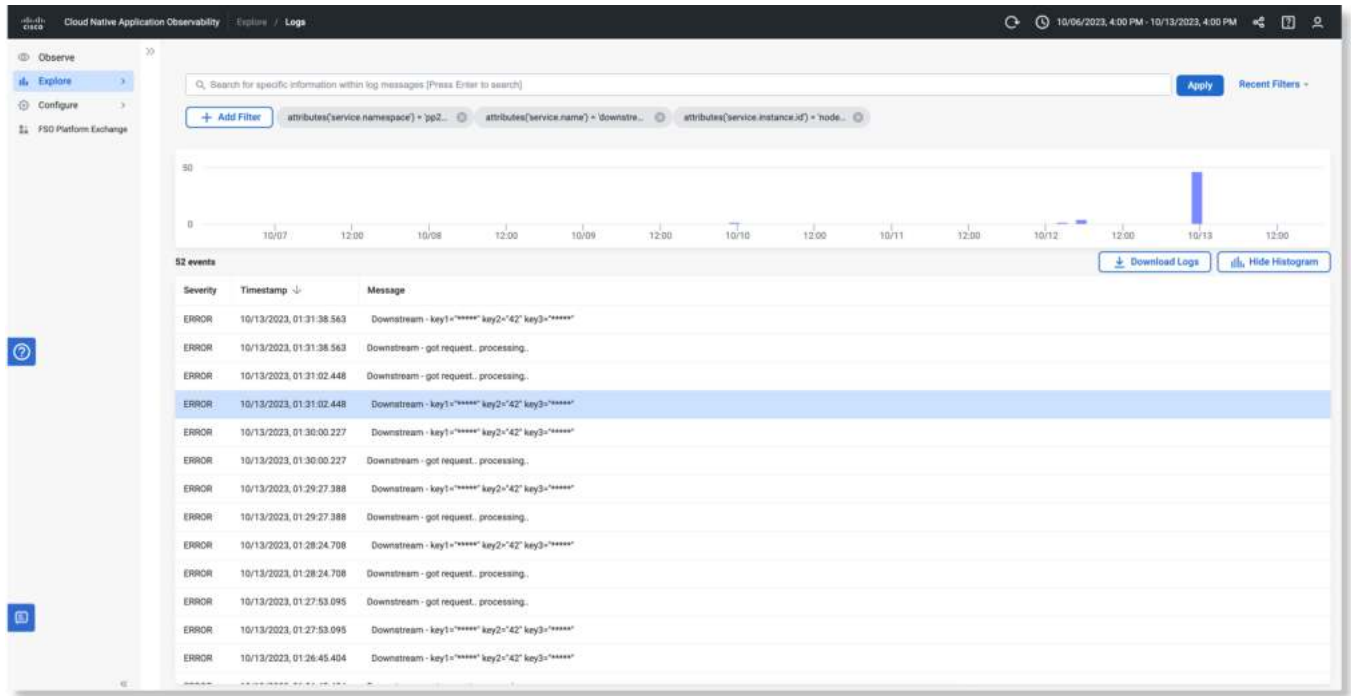 cisco Cloud Native Application Observability Explore / Logs 10/06/2023, 4:00 PM - 10/13/2023, 4:00 PM
Observe
Explore
Configure
FSO Platform Exchange
Search for specific information within log messages [Press Enter to search] Apply Recent Filters
+ Add Filter attributes('service.namespace') = 'pp2... attributes('service.name') = 'downstre... attributes('service.instance.id') = 'node...
50
0
10/07 12:00 10/08 12:00 10/09 12:00 10/10 12:00 10/11 12:00 10/12 12:00 10/13 12:00
52 events Download Logs Hide Histogram
Severity Timestamp Message
ERROR 10/13/2023, 01:31:38.563 Downstream - key1="*****" key2="42" key3="*****"
ERROR 10/13/2023, 01:31:38.563 Downstream - got request.. processing..
ERROR 10/13/2023, 01:31:02.448 Downstream - got request.. processing..
ERROR 10/13/2023, 01:31:02.448 Downstream - key1="*****" key2="42" key3="*****"
ERROR 10/13/2023, 01:30:00.227 Downstream - key1="*****" key2="42" key3="*****"
ERROR 10/13/2023, 01:30:00.227 Downstream - got request.. processing..
ERROR 10/13/2023, 01:29:27.388 Downstream - key1="*****" key2="42" key3="*****"
ERROR 10/13/2023, 01:29:27.388 Downstream - got request.. processing..
ERROR 10/13/2023, 01:28:24.708 Downstream - key1="*****" key2="42" key3="*****"
ERROR 10/13/2023, 01:28:24.708 Downstream - got request.. processing..
ERROR 10/13/2023, 01:27:53.095 Downstream - got request.. processing..
ERROR 10/13/2023, 01:27:53.095 Downstream - key1="*****" key2="42" key3="*****"
ERROR 10/13/2023, 01:26:45.404 Downstream - key1="*****" key2="42" key3="*****"